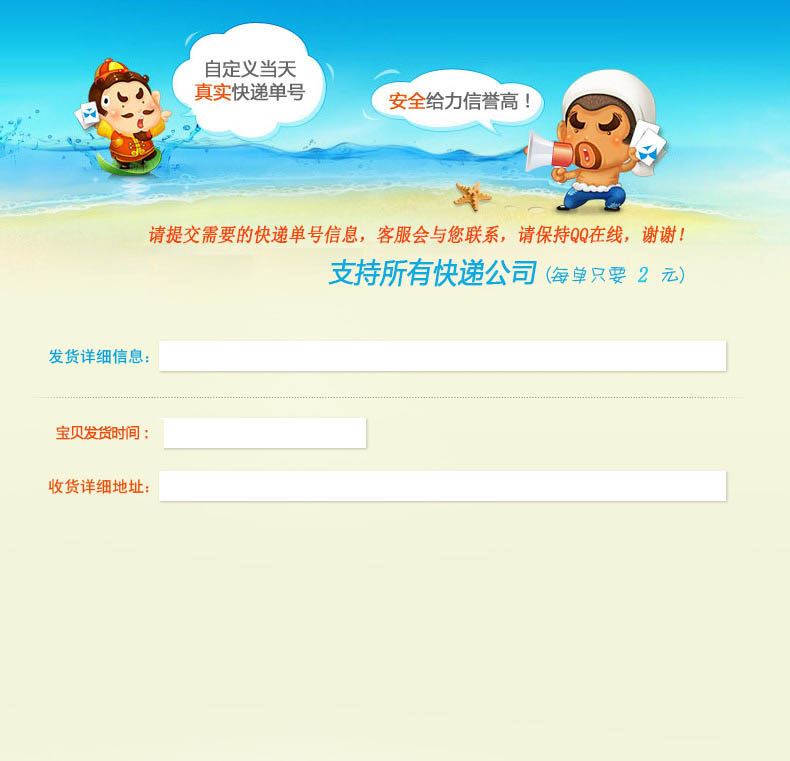 自定义当天
真实快递单号
安全给力信誉高！
请提交需要的快递单号信息，客服会与您联系，请保持QQ在线，谢谢！
支持所有快递公司（每单只要 2 元）
发货详细信息：
宝贝发货时间：
收货详细地址：